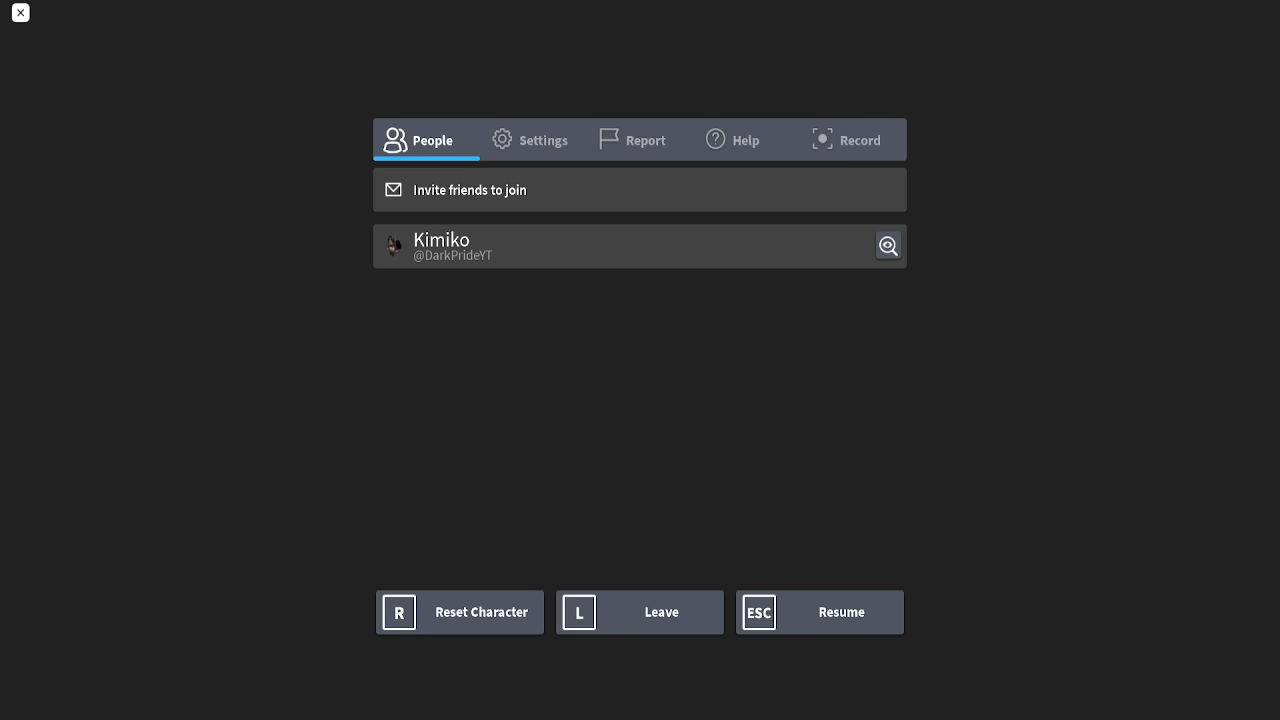 People
Settings
Report
Help
Record
Invite friends to join
Kimiko
@DarkPrideYT
R Reset Character
L Leave
ESC Resume